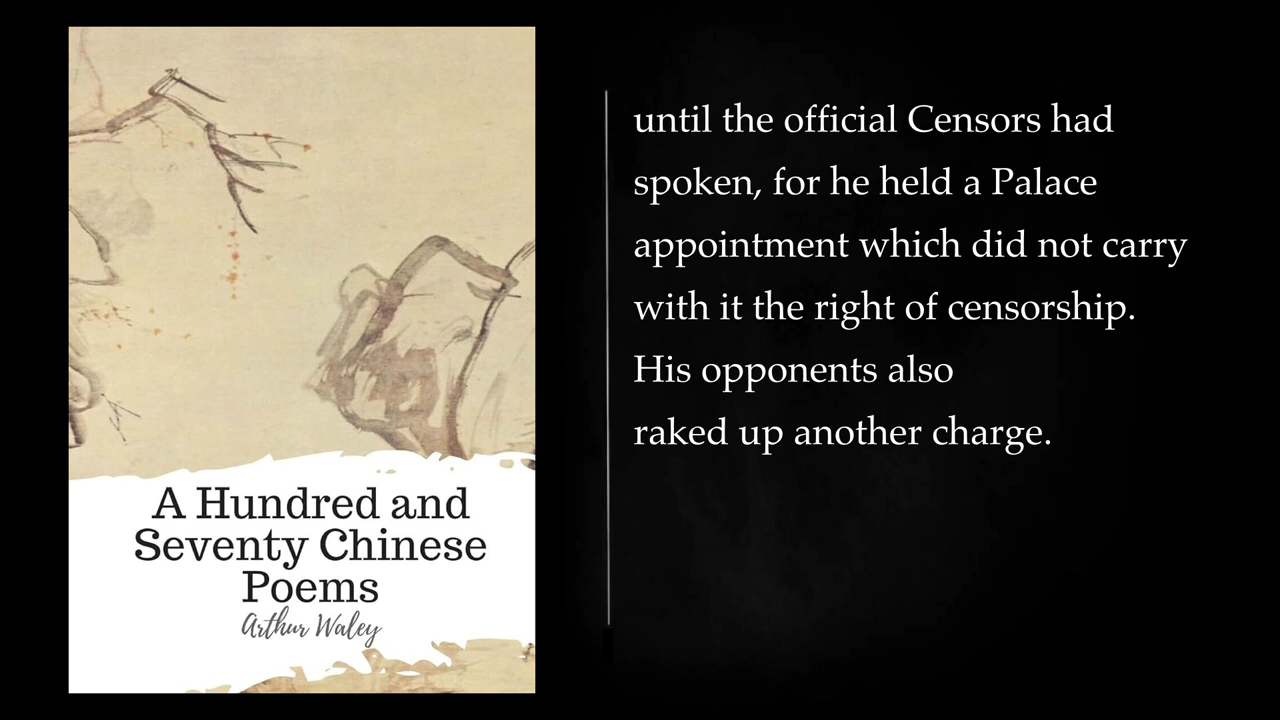 A Hundred and
Seventy Chinese
Poems
Arthur Waley
until the official Censors had
spoken, for he held a Palace
appointment which did not carry
with it the right of censorship.
His opponents also
raked up another charge.